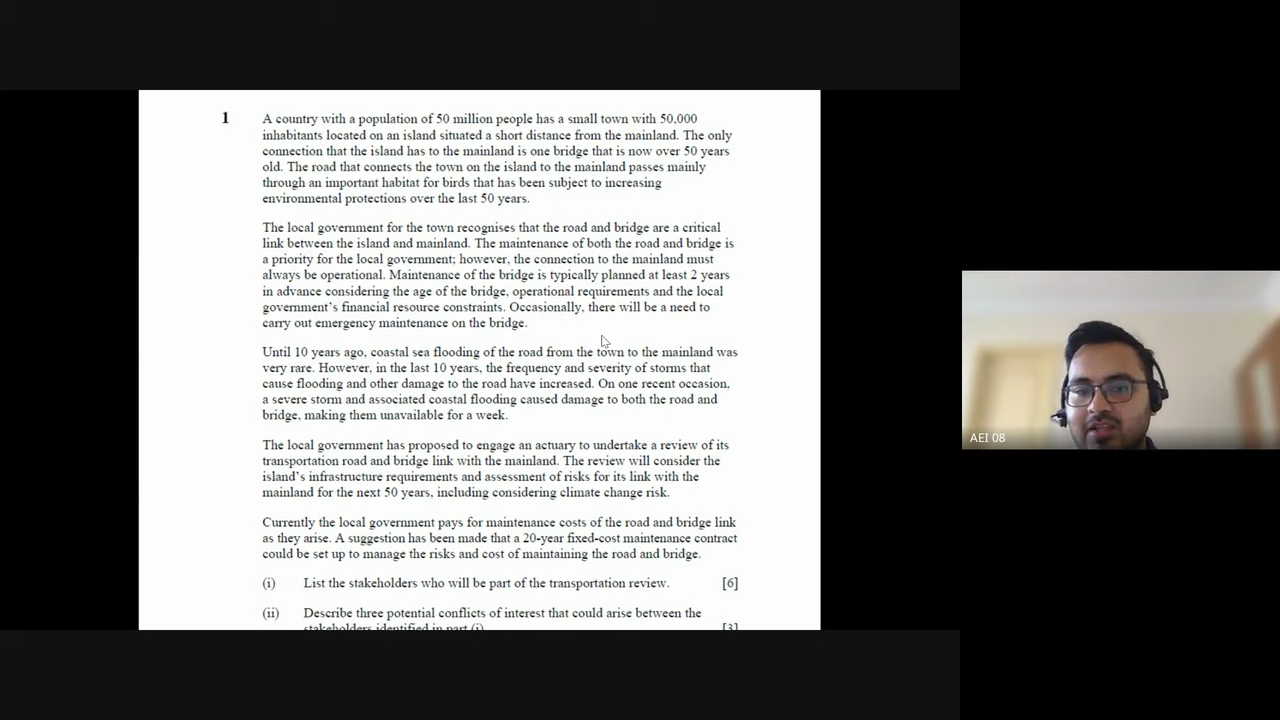 1 A country with a population of 50 million people has a small town with 50,000
inhabitants located on an island situated a short distance from the mainland. The only
connection that the island has to the mainland is one bridge that is now over 50 years
old. The road that connects the town on the island to the mainland passes mainly
through an important habitat for birds that has been subject to increasing
environmental protections over the last 50 years.
The local government for the town recognises that the road and bridge are a critical
link between the island and mainland. The maintenance of both the road and bridge is
a priority for the local government; however, the connection to the mainland must
always be operational. Maintenance of the bridge is typically planned at least 2 years
in advance considering the age of the bridge, operational requirements and the local
government's financial resource constraints. Occasionally, there will be a need to
carry out emergency maintenance on the bridge.
Until 10 years ago, coastal sea flooding of the road from the town to the mainland was
very rare. However, in the last 10 years, the frequency and severity of storms that
cause flooding and other damage to the road have increased. On one recent occasion,
a severe storm and associated coastal flooding caused damage to both the road and
bridge, making them unavailable for a week.
The local government has proposed to engage an actuary to undertake a review of its
transportation road and bridge link with the mainland. The review will consider the
island's infrastructure requirements and assessment of risks for its link with the
mainland for the next 50 years, including considering climate change risk.
Currently the local government pays for maintenance costs of the road and bridge link
as they arise. A suggestion has been made that a 20-year fixed-cost maintenance contract
could be set up to manage the risks and cost of maintaining the road and bridge.
(i) List the stakeholders who will be part of the transportation review. [6]
(ii) Describe three potential conflicts of interest that could arise between the
stakeholders identified in part (i). [3]
AEI 08